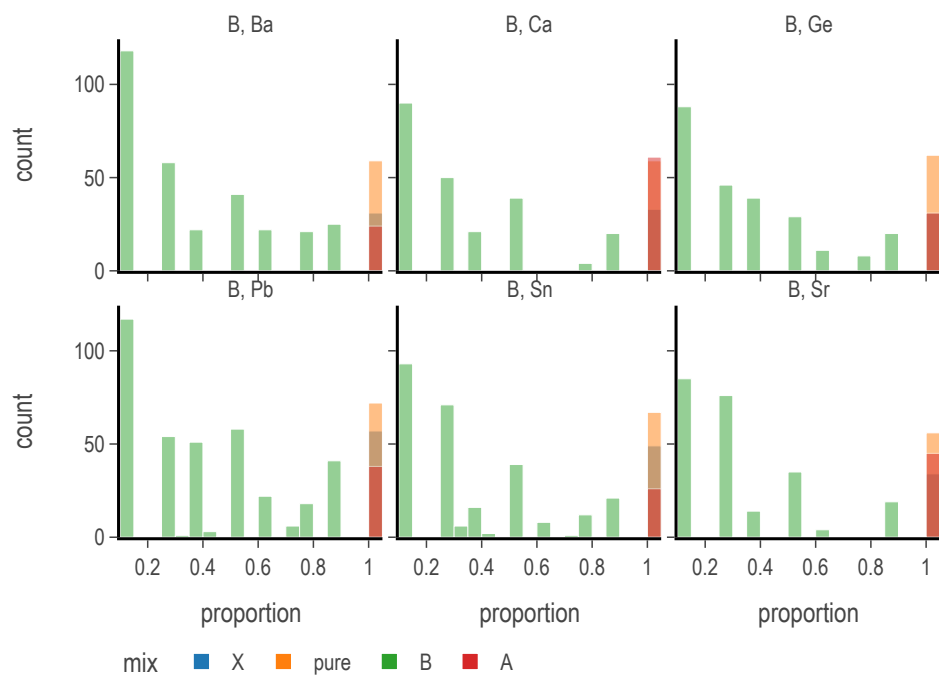 B, Ba B, Ca B, Ge
100
50
0
count
B, Pb B, Sn B, Sr
100
50
0
count
0.2 0.4 0.6 0.8 1 0.2 0.4 0.6 0.8 1 0.2 0.4 0.6 0.8 1
proportion proportion proportion
mix X pure B A